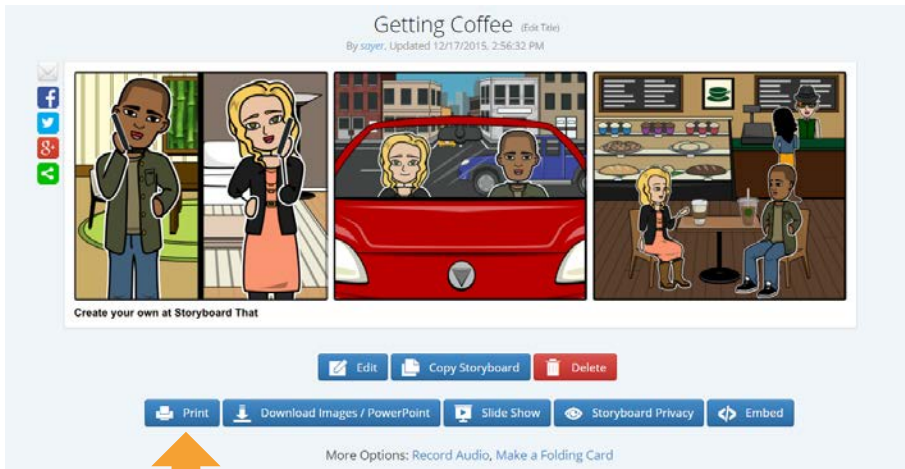 Getting Coffee (Edit Title)
By sayer, Updated 12/17/2015, 2:56:32 PM
Create your own at Storyboard That
Edit
Copy Storyboard
Delete
Print
Download Images / PowerPoint
Slide Show
Storyboard Privacy
Embed
More Options: Record Audio, Make a Folding Card